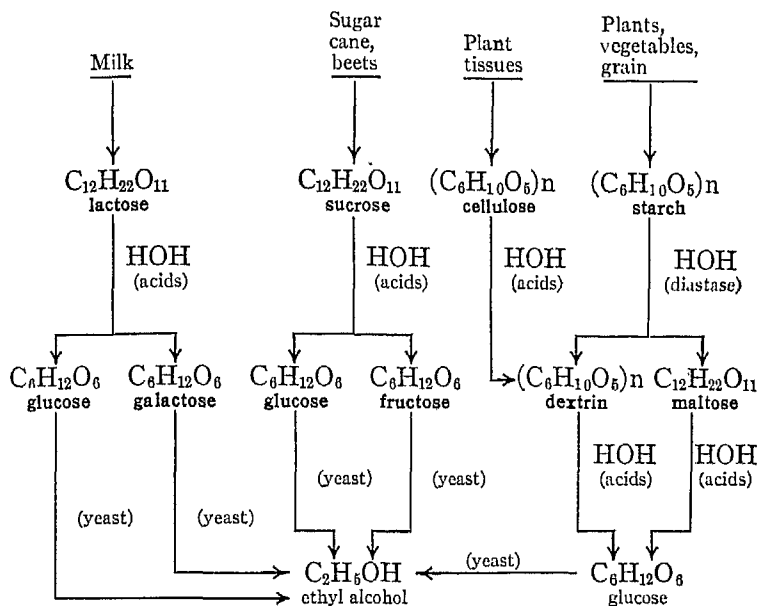 Milk
Sugar
cane,
beets
Plant
tissues
Plants,
vegetables,
grain
C₁₂H₂₂O₁₁
lactose
C₁₂H₂₂O₁₁
sucrose
(C₆H₁₀O₅)n
cellulose
(C₆H₁₀O₅)n
starch
HOH
(acids)
HOH
(acids)
HOH
(acids)
HOH
(diastase)
C₆H₁₂O₆
glucose
C₆H₁₂O₆
galactose
C₆H₁₂O₆
glucose
C₆H₁₂O₆
fructose
(C₆H₁₀O₅)n
dextrin
C₁₂H₂₂O₁₁
maltose
(yeast)
(yeast)
(yeast)
(yeast)
HOH
(acids)
HOH
(acids)
C₂H₅OH
ethyl alcohol
(yeast)
C₆H₁₂O₆
glucose